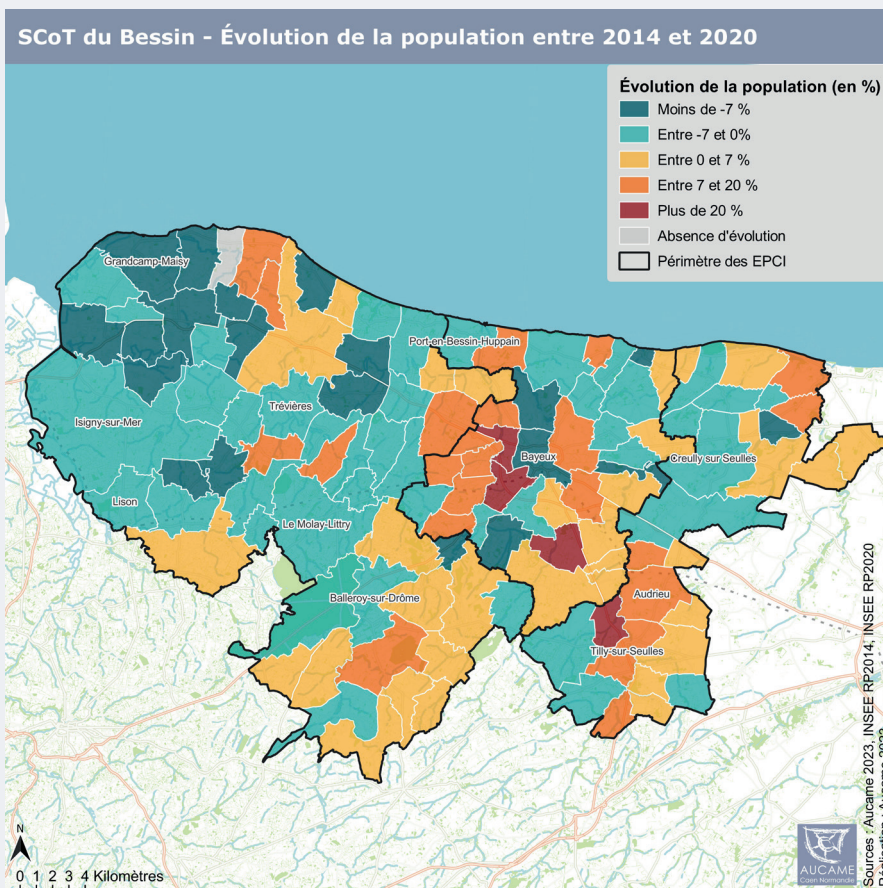 SCoT du Bessin - Évolution de la population entre 2014 et 2020
Évolution de la population (en %)
Moins de -7 %
Entre -7 et 0%
Entre 0 et 7 %
Entre 7 et 20 %
Plus de 20 %
Absence d'évolution
Périmètre des EPCI
Grandcamp-Maisy
Port-en-Bessin-Huppain
Trévières
Isigny-sur-Mer
Bayeux
Creully sur Seulles
Lison
Le Molay-Littry
Balleroy-sur-Drôme
Audrieu
Tilly-sur-Seulles
N
0 1 2 3 4 Kilomètres
AUCAME
Caen Normandie
Sources : Aucame 2023, INSEE RP2014, INSEE RP2020